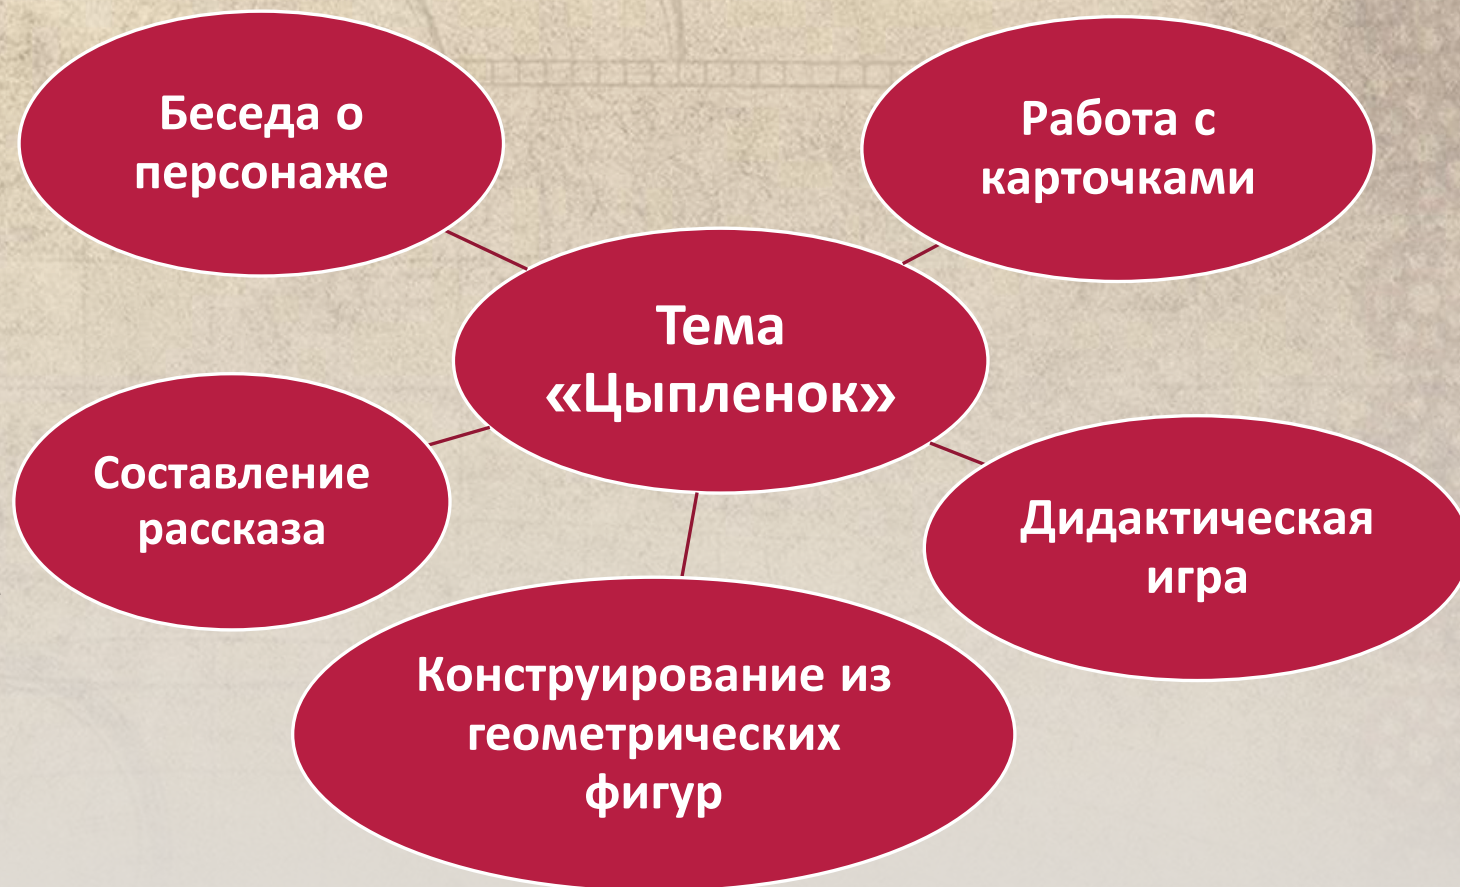 Беседа о
персонаже
Работа с
карточками
Тема
«Цыпленок»
Составление
рассказа
Дидактическая
игра
Конструирование из
геометрических
фигур